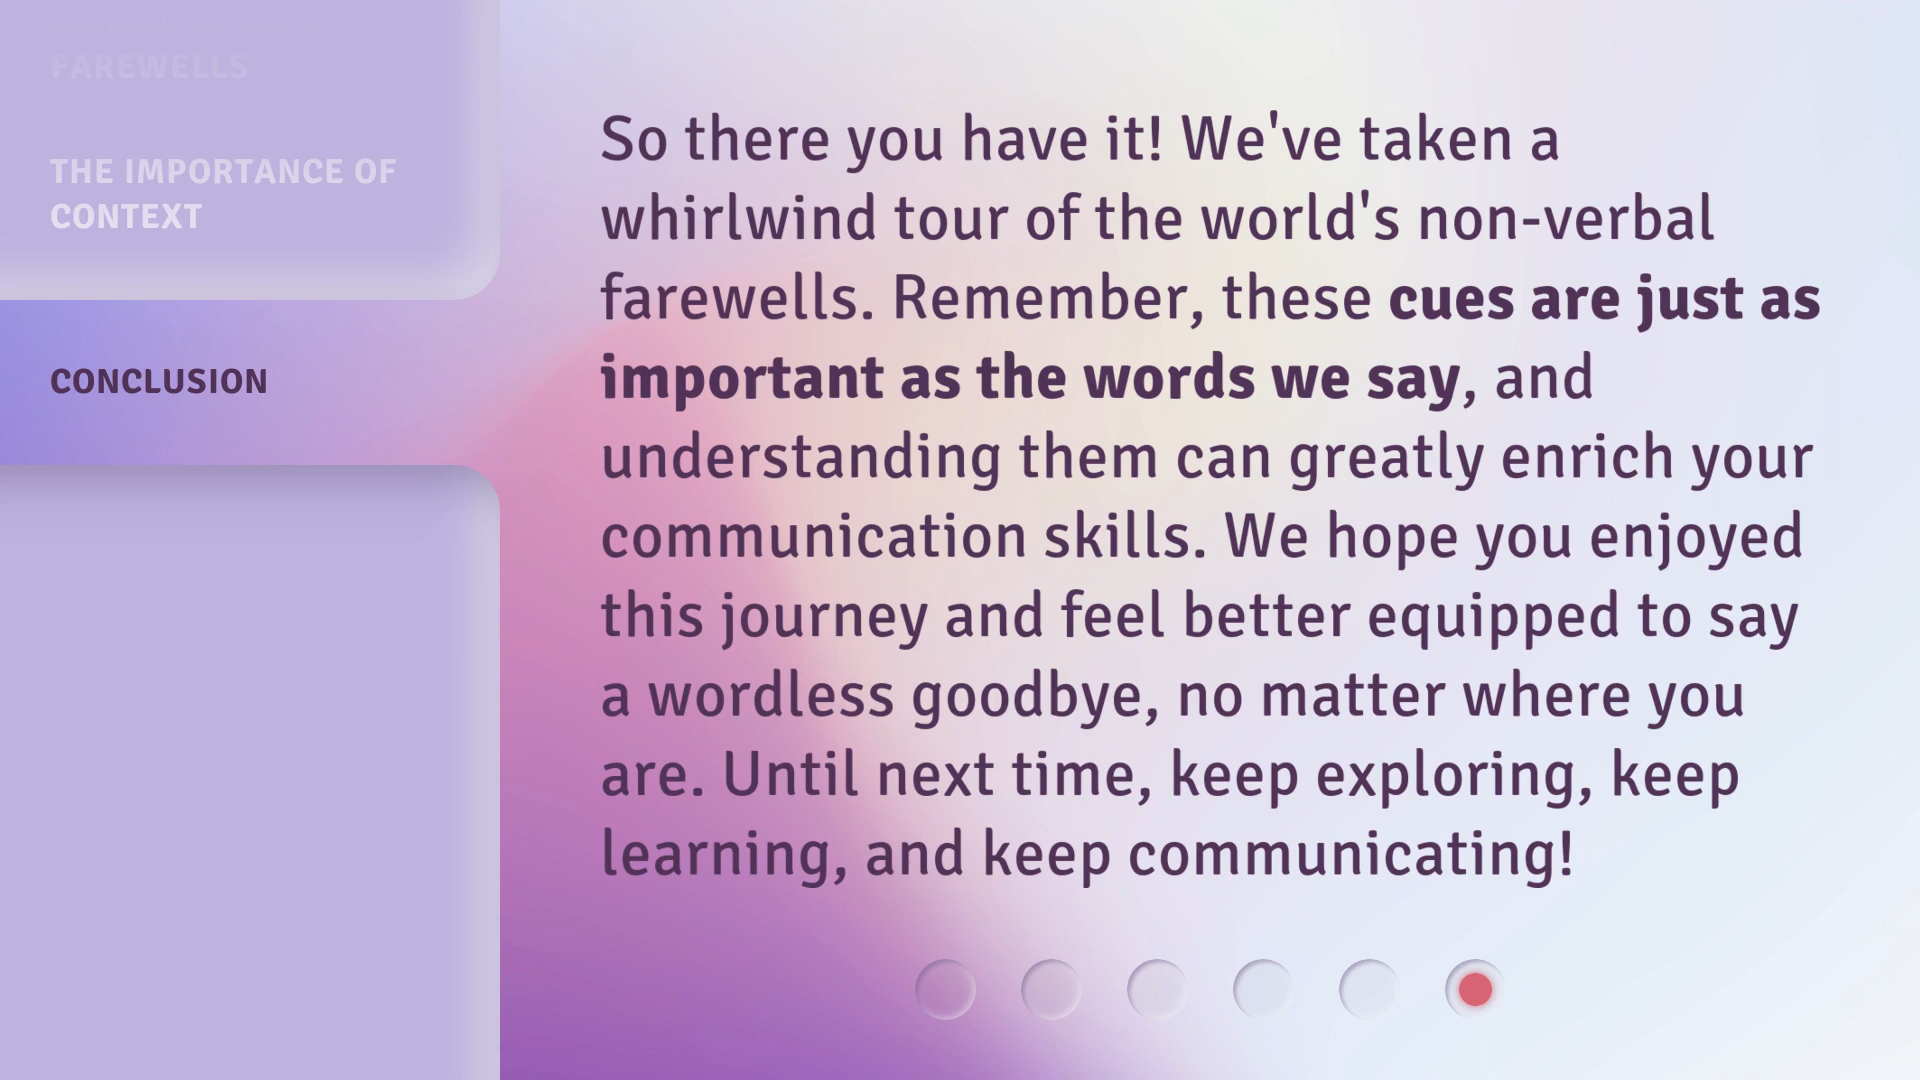 FAREWELLS
THE IMPORTANCE OF
CONTEXT
CONCLUSION
So there you have it! We've taken a
whirlwind tour of the world's non-verbal
farewells. Remember, these cues are just as
important as the words we say, and
understanding them can greatly enrich your
communication skills. We hope you enjoyed
this journey and feel better equipped to say
a wordless goodbye, no matter where you
are. Until next time, keep exploring, keep
learning, and keep communicating!